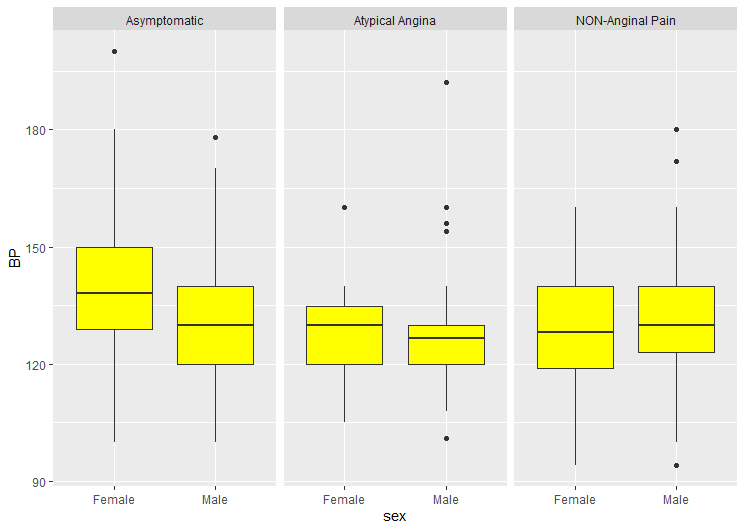 Asymptomatic
Atypical Angina
NON-Anginal Pain
BP
180
150
120
90
Female
Male
Female
Male
Female
Male
sex